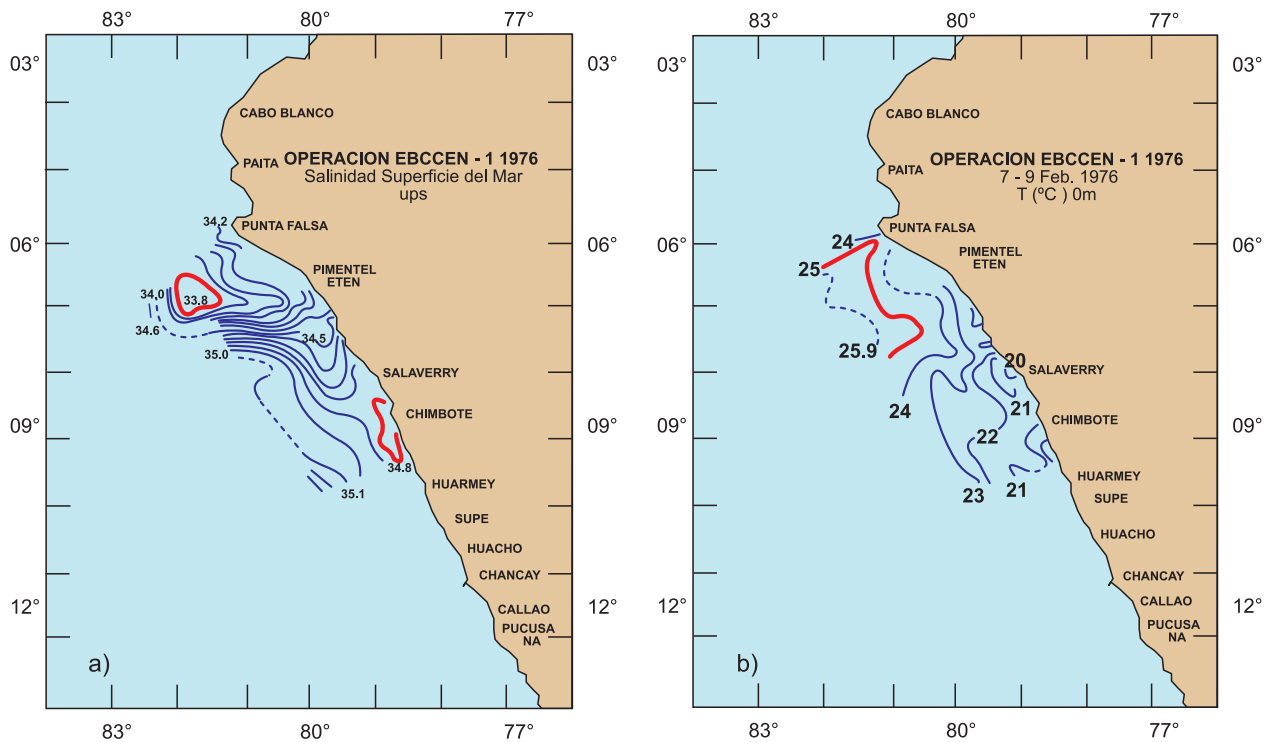 83°
80°
77°
03°
03°
CABO BLANCO
PAITA
OPERACION EBCCEN - 1 1976
Salinidad Superficie del Mar
ups
34.2
PUNTA FALSA
06°
06°
PIMENTEL
ETEN
34.0
33.8
34.6
34.5
35.0
SALAVERRY
CHIMBOTE
09°
09°
34.8
HUARMEY
35.1
SUPE
HUACHO
CHANCAY
12°
12°
CALLAO
PUCUSA
NA
a)
83°
80°
77°
83°
80°
77°
03°
03°
CABO BLANCO
OPERACION EBCCEN - 1 1976
PAITA
7 - 9 Feb. 1976
T (ºC ) 0m
PUNTA FALSA
24
06°
06°
PIMENTEL
ETEN
25
25.9
20
SALAVERRY
24
21
CHIMBOTE
09°
09°
22
HUARMEY
23
21
SUPE
HUACHO
CHANCAY
12°
12°
CALLAO
PUCUSA
NA
b)
83°
80°
77°